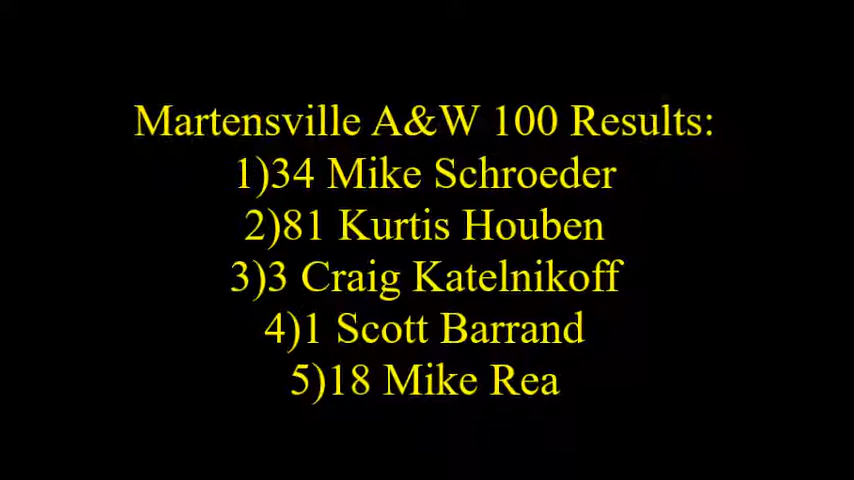 Martensville A&W 100 Results:
1)34 Mike Schroeder
2)81 Kurtis Houben
3)3 Craig Katelnikoff
4)1 Scott Barrand
5)18 Mike Rea